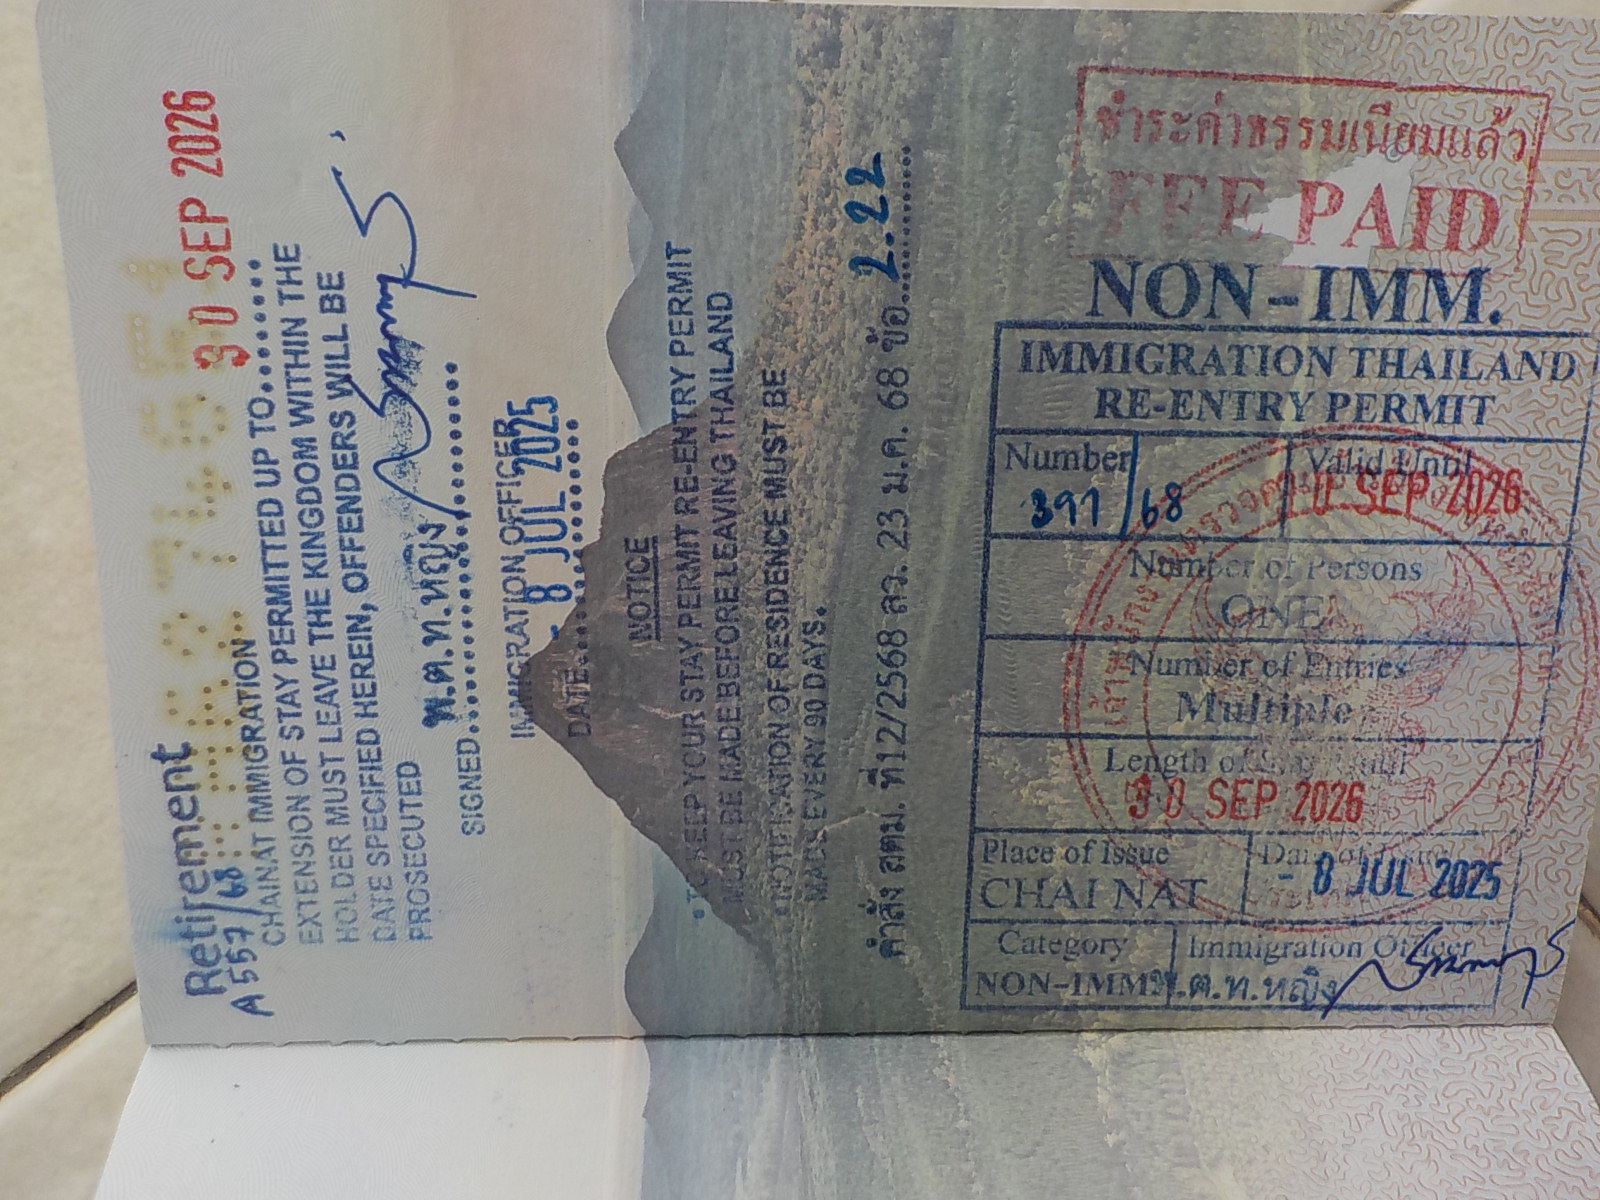 Retirement
A 557/68
CHAINAT IMMIGRATION
EXTENSION OF STAY PERMITTED UP TO.......... 30 SEP 2026
HOLDER MUST LEAVE THE KINGDOM WITHIN THE
DATE SPECIFIED HEREIN, OFFENDERS WILL BE
PROSECUTED
พ.ต.ท.หญิง
SIGNED
IMMIGRATION OFFICER
DATE - 8 JUL 2025
NOTICE
KEEP YOUR STAY PERMIT RE-ENTRY PERMIT
MUST BE MADE BEFORE LEAVING THAILAND
NOTIFICATION OF RESIDENCE MUST BE
MADE EVERY 90 DAYS.
คำสั่ง สตม. ที่12/2568 ลว. 23 ม.ค. 68 ข้อ 2.22
ชำระค่าธรรมเนียมแล้ว
FEE PAID
NON-IMM.
IMMIGRATION THAILAND
RE-ENTRY PERMIT
Number
Valid Until
397/68
SEP 2026
Number of Persons
ONE
Number of Entries
Multiple
Length of
30 SEP 2026
Place of Issue
CHAI NAT
- 8 JUL 2025
Category
Immigration Officer
NON-IMM
พ.ต.ท.หญิง